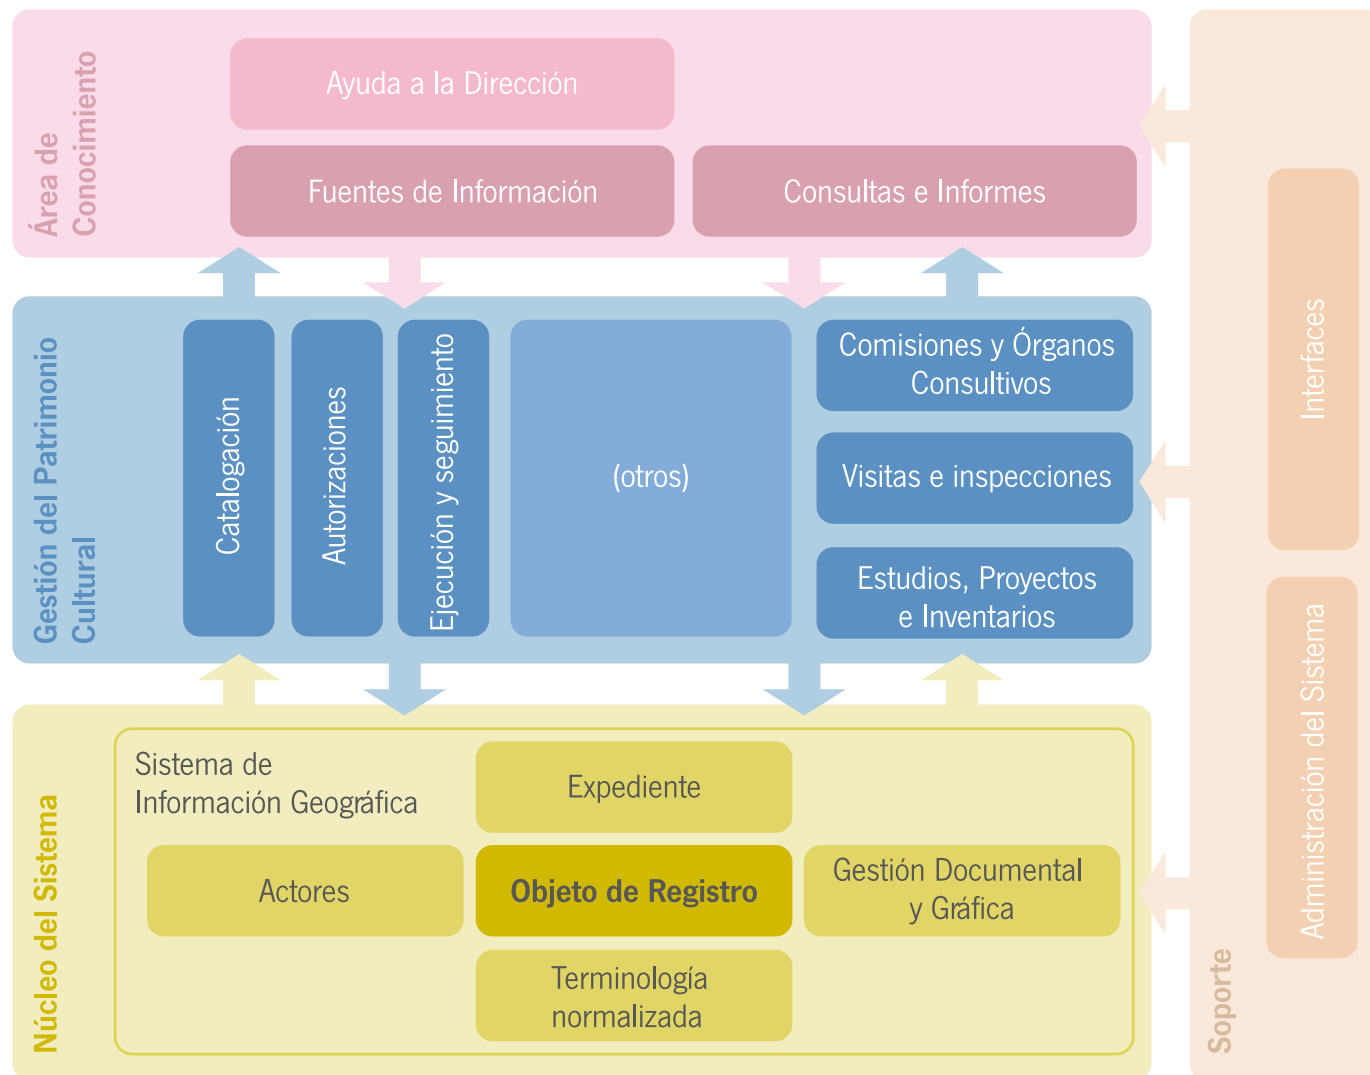 Área de
Conocimiento
Ayuda a la Dirección
Fuentes de Información
Consultas e Informes
Gestión del Patrimonio
Cultural
Catalogación
Autorizaciones
Ejecución y seguimiento
(otros)
Comisiones y Órganos
Consultivos
Visitas e inspecciones
Estudios, Proyectos
e Inventarios
Núcleo del Sistema
Sistema de
Información Geográfica
Expediente
Actores
Objeto de Registro
Gestión Documental
y Gráfica
Terminología
normalizada
Soporte
Interfaces
Administración del Sistema